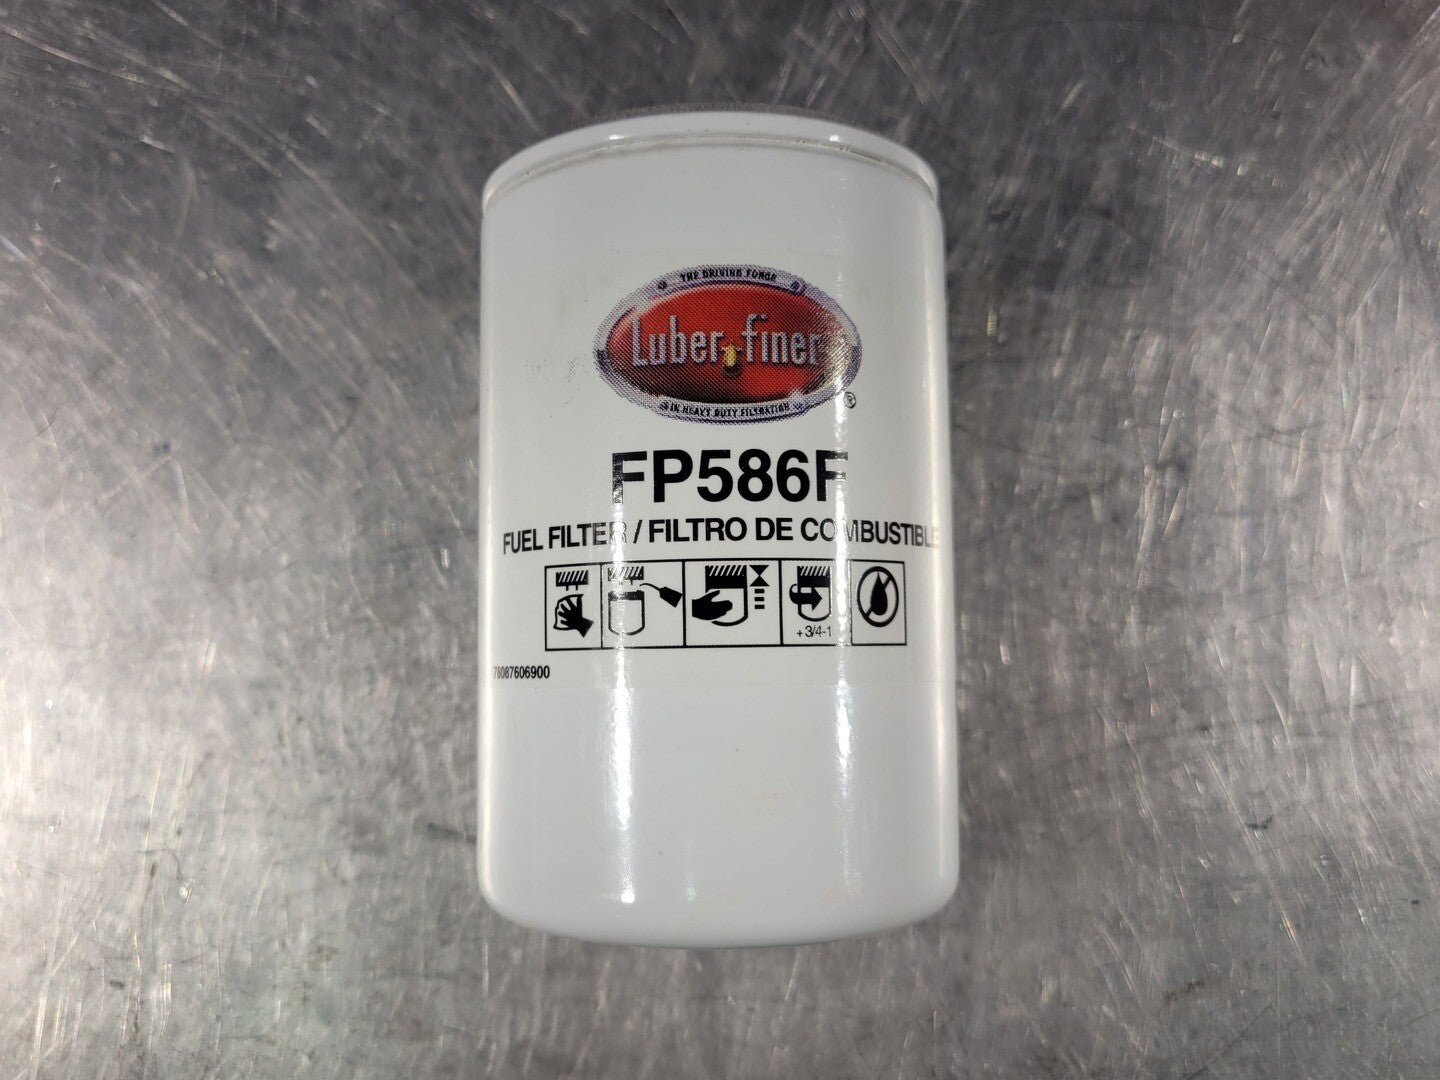 THE DRIVING FORCE
Luber-finer
®
IN HEAVY DUTY FILTRATION
FP586F
FUEL FILTER / FILTRO DE COMBUSTIBLE
+ 3/4-1
78087606900